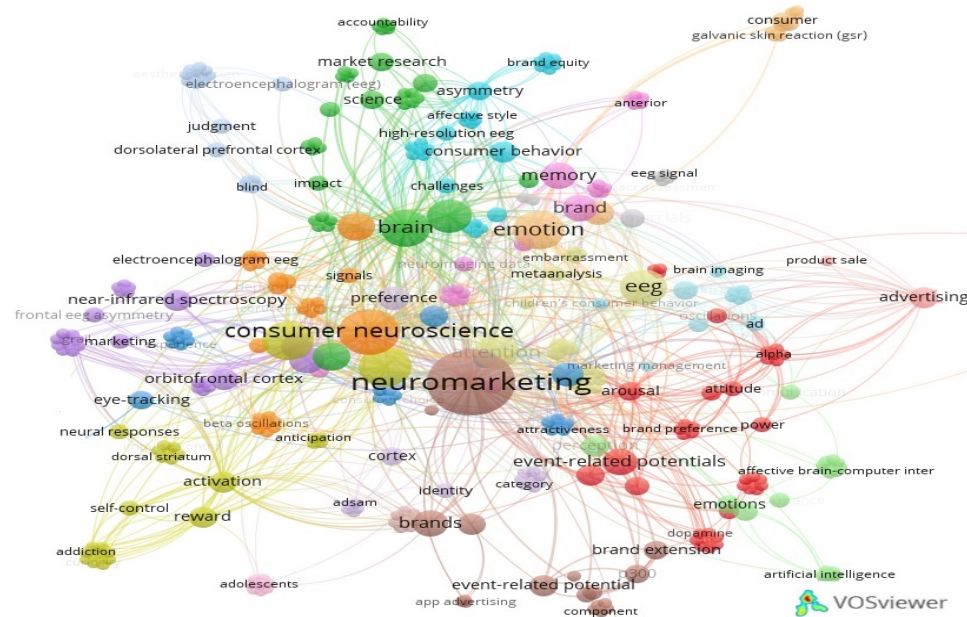 accountability
consumer
galvanic skin reaction (gsr)
market research
brand equity
electroencephalogram (eeg)
asymmetry
science
anterior
affective style
judgment
high-resolution eeg
dorsolateral prefrontal cortex
consumer behavior
memory
eeg signal
impact
challenges
blind
brand
brain
emotion
embarrassment
electroencephalogram eeg
neuroimaging data
product sale
signals
metaanalysis
brain imaging
eeg
near-infrared spectroscopy
preference
advertising
children's consumer behavior
frontal eeg asymmetry
oscillations
ad
consumer neuroscience
marketing
attention
alpha
marketing management
orbitofrontal cortex
neuromarketing
arousal
attitude
eye-tracking
beta oscillations
power
neural responses
anticipation
attractiveness
brand preference
perception
dorsal striatum
cortex
event-related potentials
affective brain-computer inter
activation
identity
category
self-control
adsam
emotions
reward
brands
dopamine
addiction
brand extension
p300
artificial intelligence
adolescents
event-related potential
app advertising
component
VOSviewer